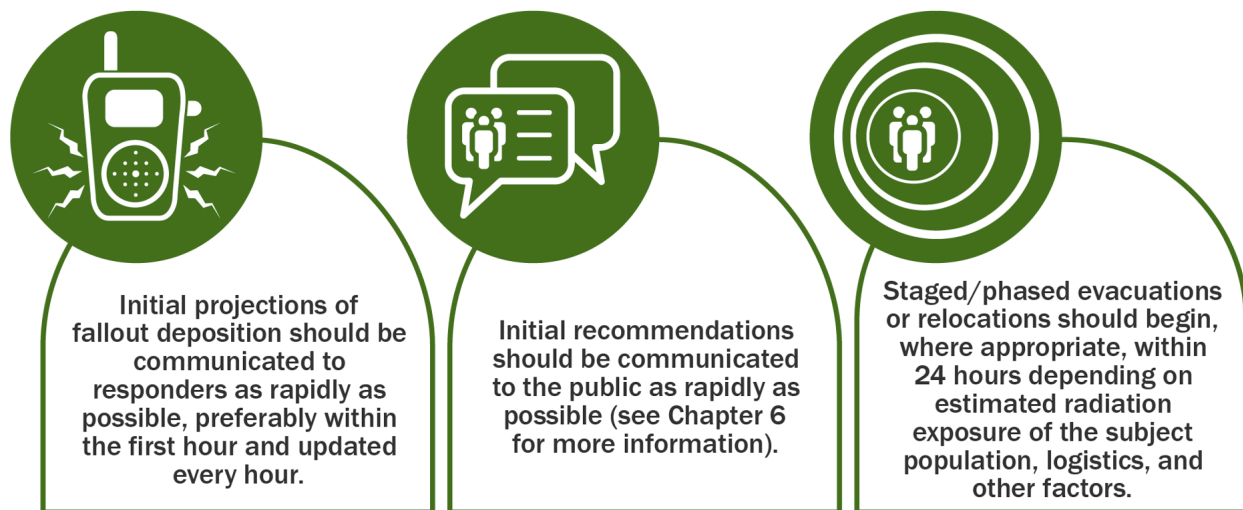 Initial projections of
fallout deposition should be
communicated to
responders as rapidly as
possible, preferably within
the first hour and updated
every hour.
Initial recommendations
should be communicated
to the public as rapidly as
possible (see Chapter 6
for more information).
Staged/phased evacuations
or relocations should begin,
where appropriate, within
24 hours depending on
estimated radiation
exposure of the subject
population, logistics, and
other factors.